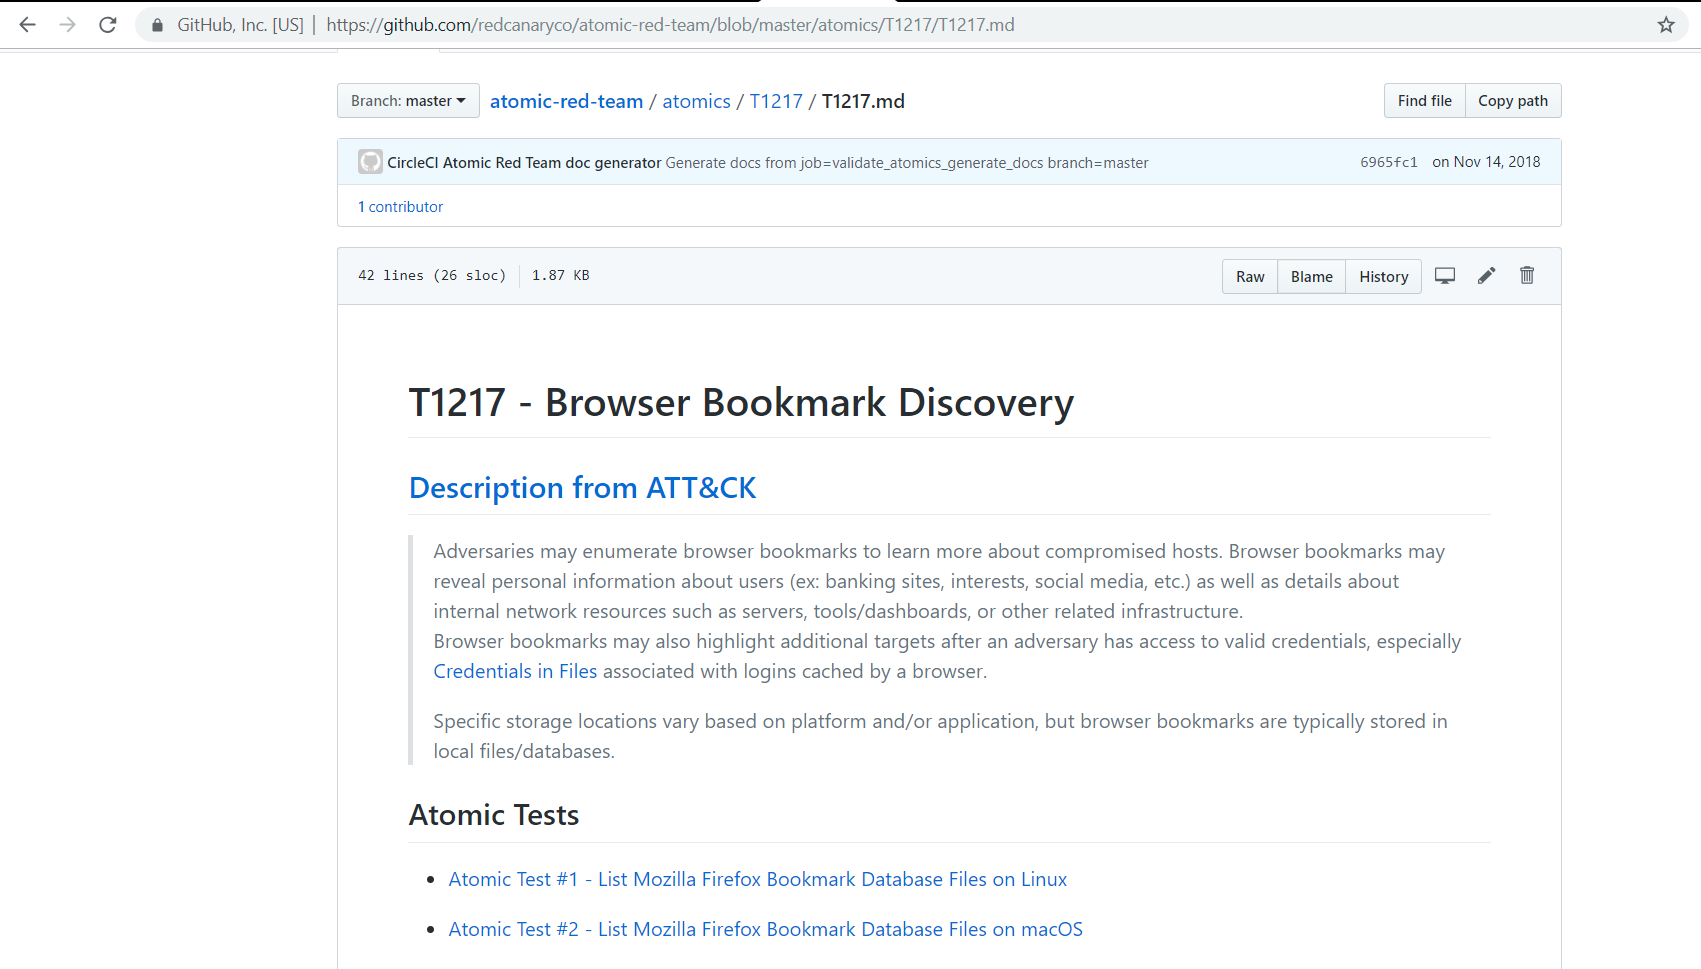 GitHub, Inc. [US] | https://github.com/redcanaryco/atomic-red-team/blob/master/atomics/T1217/T1217.md
Branch: master atomic-red-team / atomics / T1217 / T1217.md Find file Copy path
CircleCI Atomic Red Team doc generator Generate docs from job=validate_atomics_generate_docs branch=master 6965fc1 on Nov 14, 2018
1 contributor
42 lines (26 sloc) 1.87 KB Raw Blame History
T1217 - Browser Bookmark Discovery
Description from ATT&CK
Adversaries may enumerate browser bookmarks to learn more about compromised hosts. Browser bookmarks may
reveal personal information about users (ex: banking sites, interests, social media, etc.) as well as details about
internal network resources such as servers, tools/dashboards, or other related infrastructure.
Browser bookmarks may also highlight additional targets after an adversary has access to valid credentials, especially
Credentials in Files associated with logins cached by a browser.
Specific storage locations vary based on platform and/or application, but browser bookmarks are typically stored in
local files/databases.
Atomic Tests
• Atomic Test #1 - List Mozilla Firefox Bookmark Database Files on Linux
• Atomic Test #2 - List Mozilla Firefox Bookmark Database Files on macOS